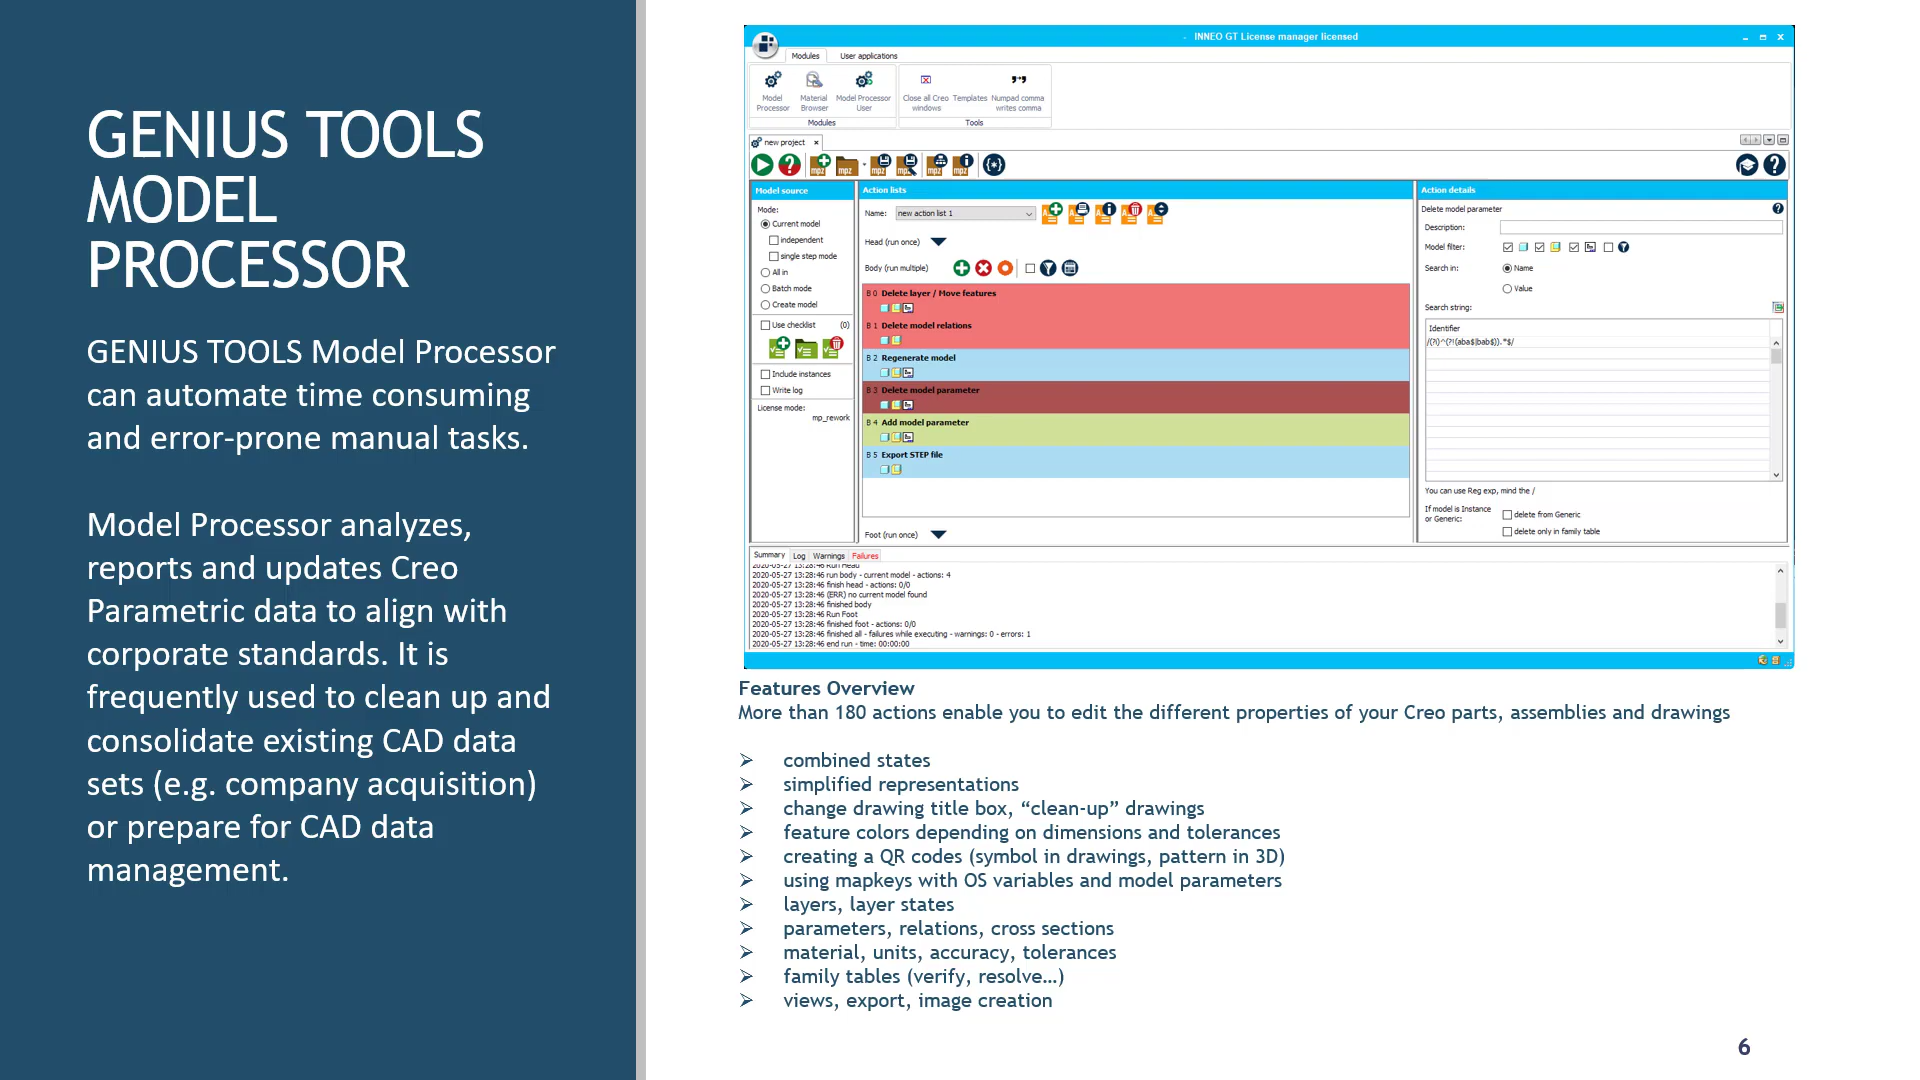 GENIUS TOOLS
MODEL
PROCESSOR
GENIUS TOOLS Model Processor
can automate time consuming
and error-prone manual tasks.
Model Processor analyzes,
reports and updates Creo
Parametric data to align with
corporate standards. It is
frequently used to clean up and
consolidate existing CAD data
sets (e.g. company acquisition)
or prepare for CAD data
management.
- INNEO GT License manager licensed
Modules User applications
Model Processor
Material Browser
Model Processor User
Close all Creo windows
Templates
Numpad comma writes comma
Modules
Tools
new project
mpz mpz mpz mpz mpz mpz
Model source
Mode:
Current model
independent
single step mode
All in
Batch mode
Create model
Use checklist (0)
Include instances
Write log
License mode:
mp_rework
Action lists
Name: new action list 1
Head (run once)
Body (run multiple)
B 0 Delete layer / Move features
B 1 Delete model relations
B 2 Regenerate model
B 3 Delete model parameter
B 4 Add model parameter
B 5 Export STEP file
Foot (run once)
Action details
Delete model parameter
Description:
Model filter:
Search in: Name
Value
Search string:
Identifier
/(?i)^(?!(aba$|bab$)).*$/
You can use Reg exp, mind the /
If model is Instance
or Generic:
delete from Generic
delete only in family table
Summary Log Warnings Failures
2020-05-27 13:28:46 Run Head
2020-05-27 13:28:46 run body - current model - actions: 4
2020-05-27 13:28:46 finish head - actions: 0/0
2020-05-27 13:28:46 (ERR) no current model found
2020-05-27 13:28:46 finished body
2020-05-27 13:28:46 Run Foot
2020-05-27 13:28:46 finished foot - actions: 0/0
2020-05-27 13:28:46 finished all - failures while executing - warnings: 0 - errors: 1
2020-05-27 13:28:46 end run - time: 00:00:00
Features Overview
More than 180 actions enable you to edit the different properties of your Creo parts, assemblies and drawings
➢ combined states
➢ simplified representations
➢ change drawing title box, “clean-up” drawings
➢ feature colors depending on dimensions and tolerances
➢ creating a QR codes (symbol in drawings, pattern in 3D)
➢ using mapkeys with OS variables and model parameters
➢ layers, layer states
➢ parameters, relations, cross sections
➢ material, units, accuracy, tolerances
➢ family tables (verify, resolve…)
➢ views, export, image creation
6